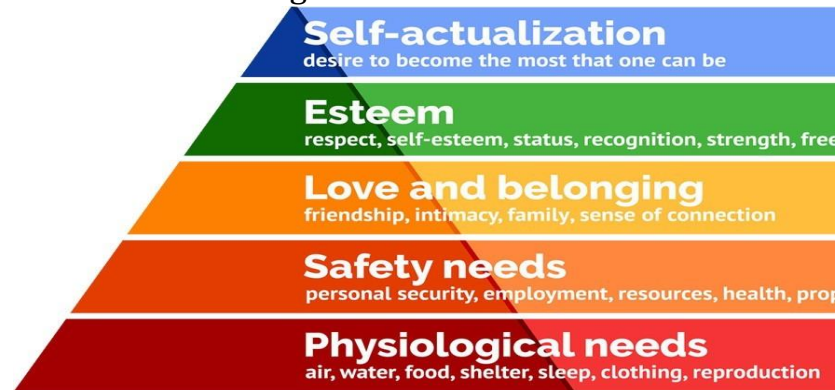 Self-actualization
desire to become the most that one can be
Esteem
respect, self-esteem, status, recognition, strength,
Love and belonging
friendship, intimacy, family, sense of connection
Safety needs
personal security, employment, resources, health,
Physiological needs
air, water, food, shelter, sleep, clothing, reproduction